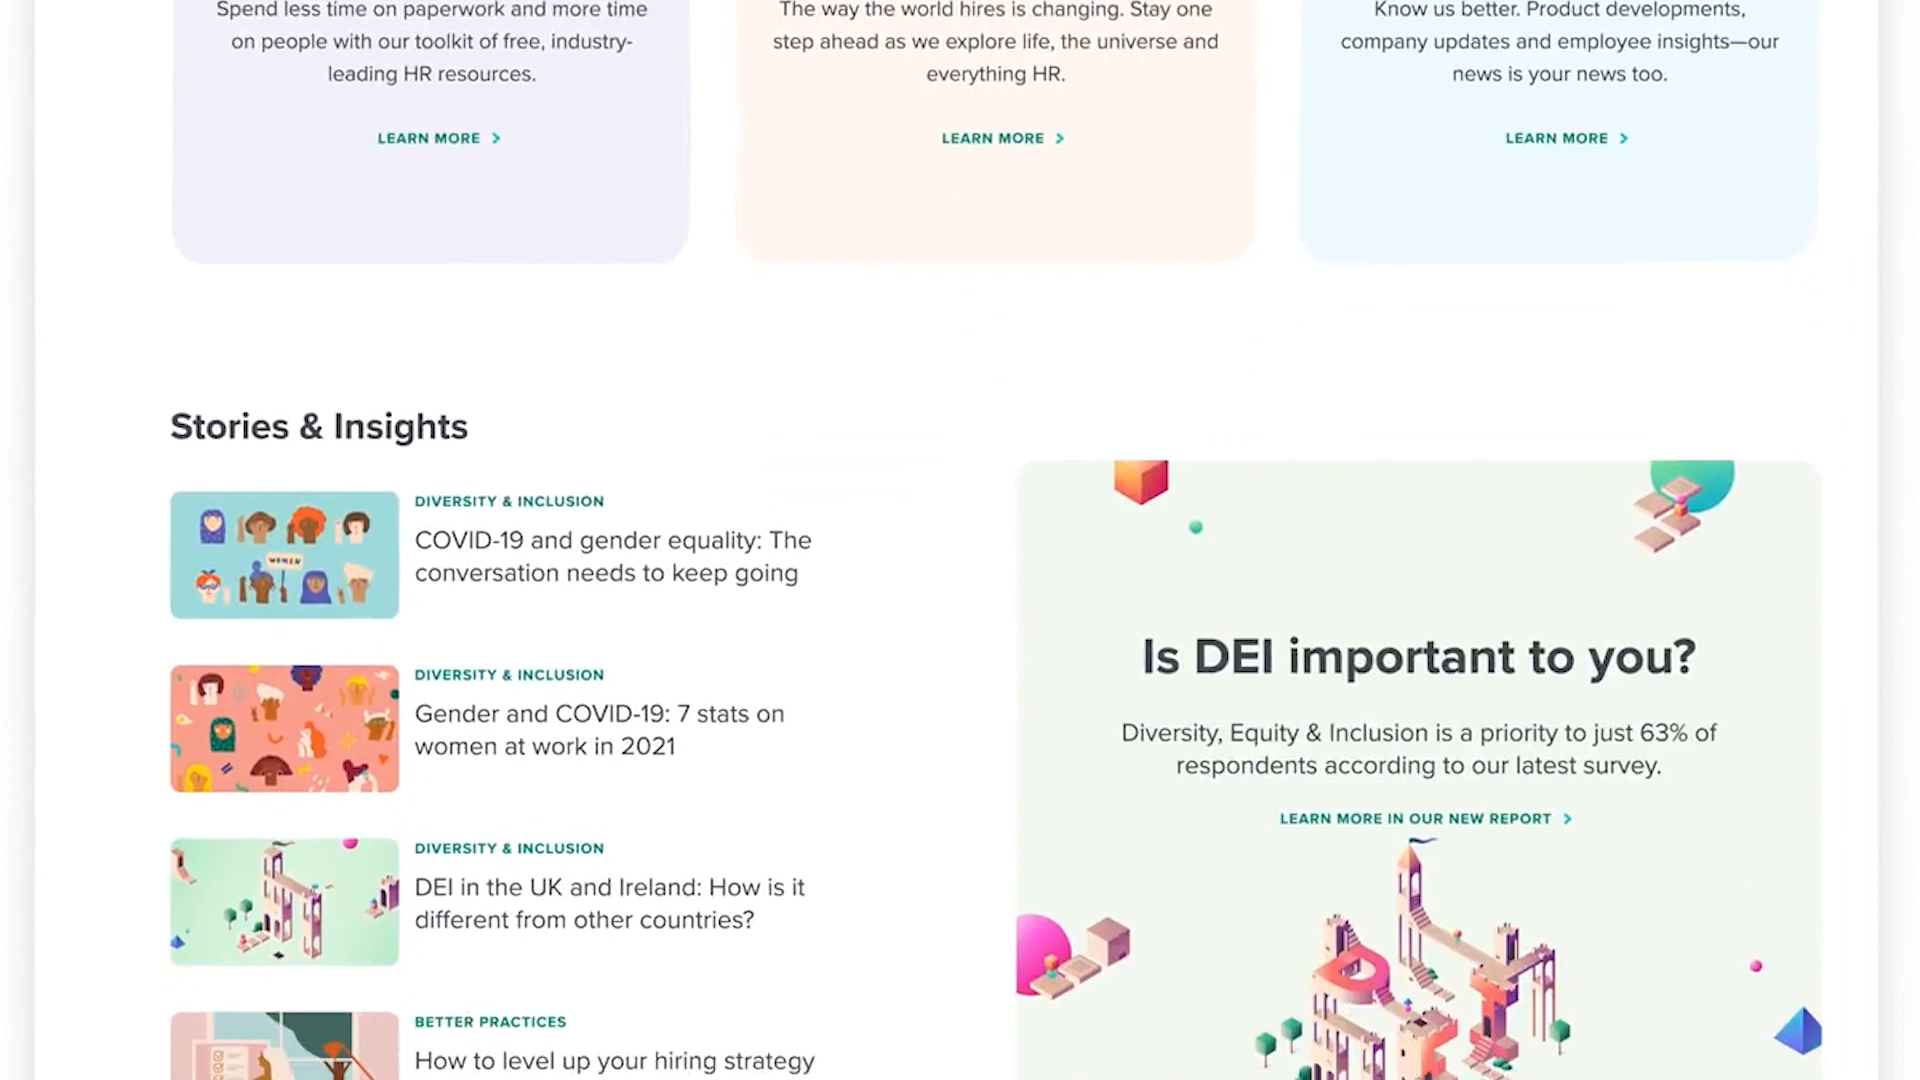 Spend less time on paperwork and more time
on people with our toolkit of free, industry-
leading HR resources.
LEARN MORE
The way the world hires is changing. Stay one
step ahead as we explore life, the universe and
everything HR.
LEARN MORE
Know us better. Product developments,
company updates and employee insights—our
news is your news too.
LEARN MORE
Stories & Insights
WOMEN
DIVERSITY & INCLUSION
COVID-19 and gender equality: The
conversation needs to keep going
DIVERSITY & INCLUSION
Gender and COVID-19: 7 stats on
women at work in 2021
DIVERSITY & INCLUSION
DEI in the UK and Ireland: How is it
different from other countries?
BETTER PRACTICES
How to level up your hiring strategy
Is DEI important to you?
Diversity, Equity & Inclusion is a priority to just 63% of
respondents according to our latest survey.
LEARN MORE IN OUR NEW REPORT
DEI